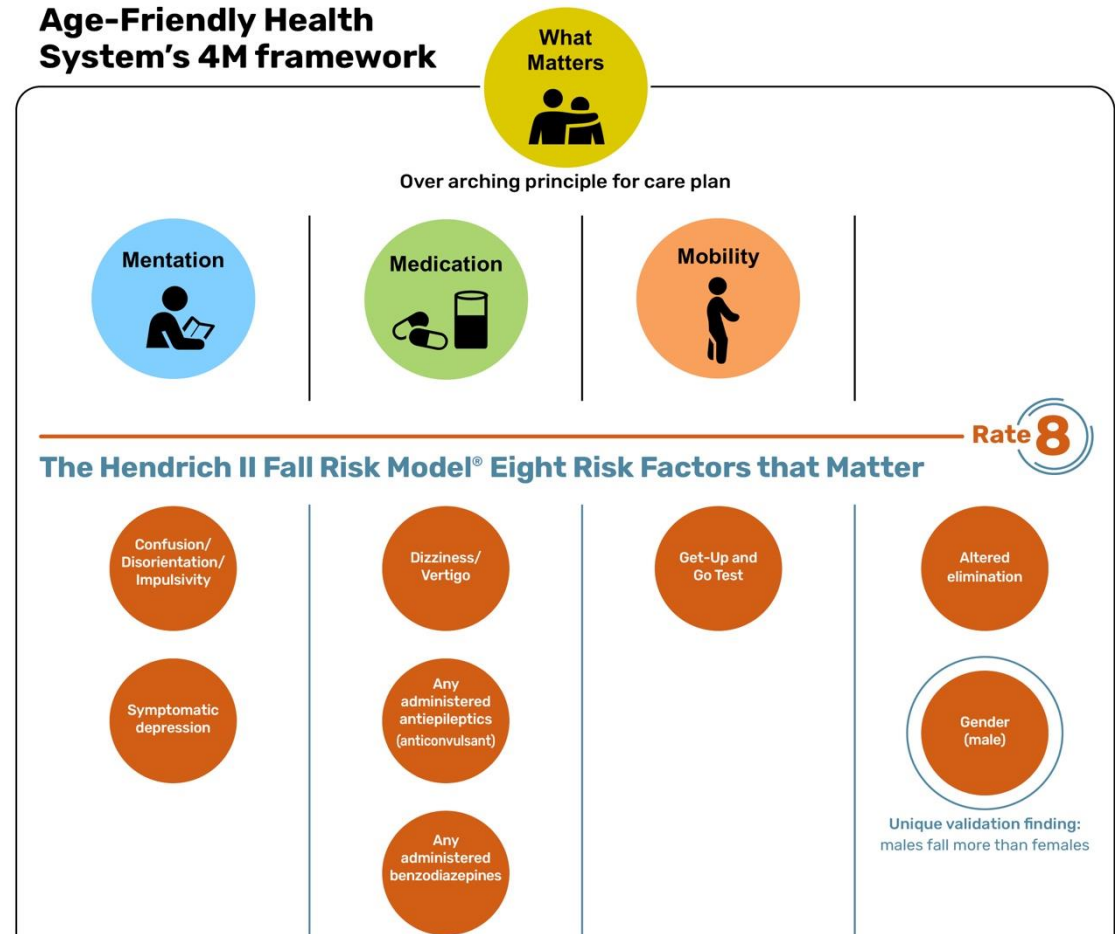 Age-Friendly Health
System's 4M framework
What
Matters
Over arching principle for care plan
Mentation
Medication
Mobility
Rate 8
The Hendrich II Fall Risk Model® Eight Risk Factors that Matter
Confusion/
Disorientation/
Impulsivity
Symptomatic
depression
Dizziness/
Vertigo
Any
administered
antiepileptics
(anticonvulsant)
Any
administered
benzodiazepines
Get-Up and
Go Test
Altered
elimination
Gender
(male)
Unique validation finding:
males fall more than females